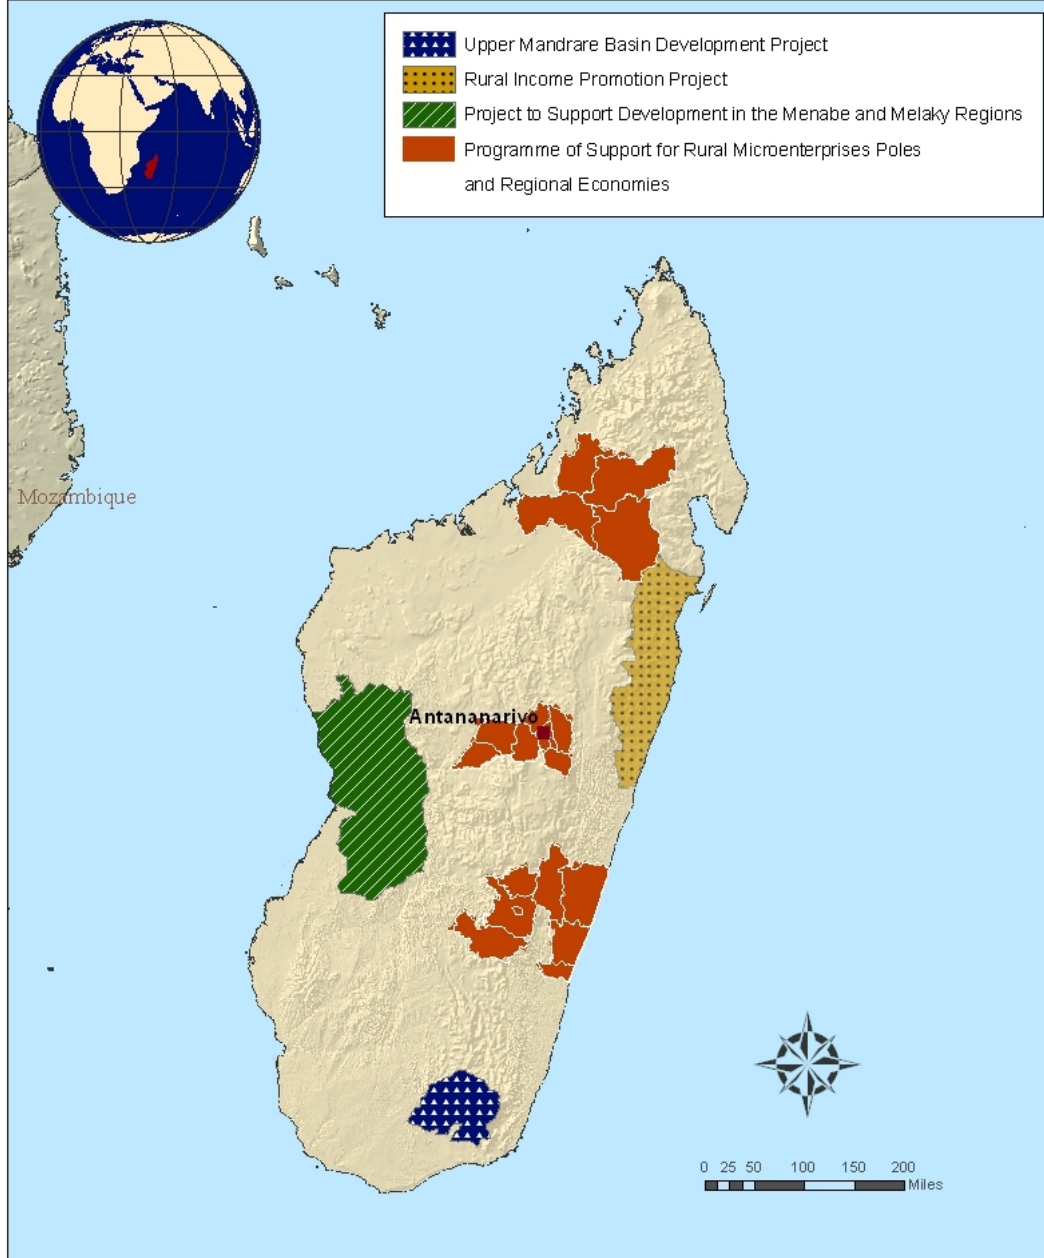 Upper Mandrare Basin Development Project
Rural Income Promotion Project
Project to Support Development in the Menabe and Melaky Regions
Programme of Support for Rural Microenterprises Poles
and Regional Economies
Mozambique
Antananarivo
0 25 50 100 150 200
Miles